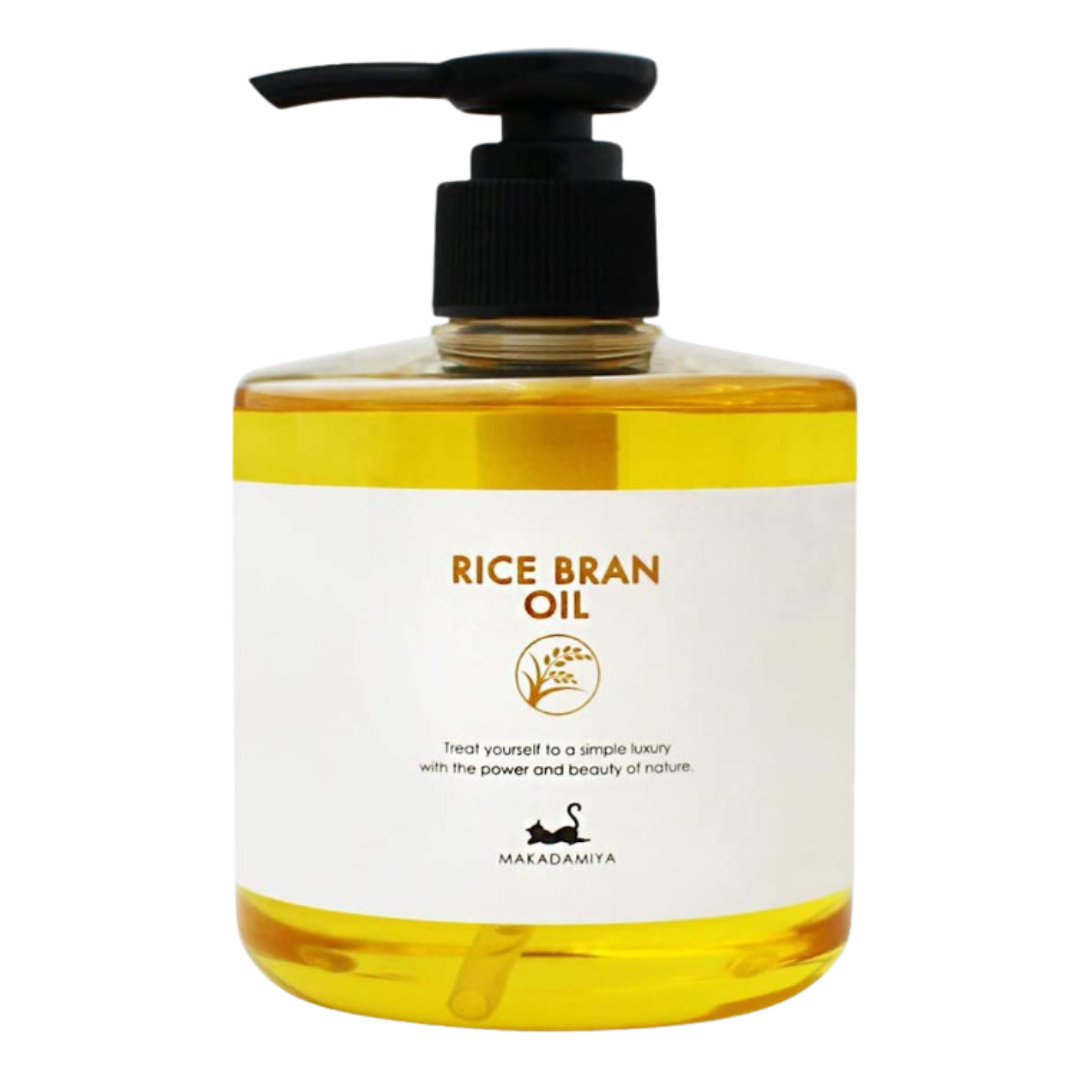 RICE BRAN
OIL
Treat yourself to a simple luxury
with the power and beauty of nature.
MAKADAMIYA